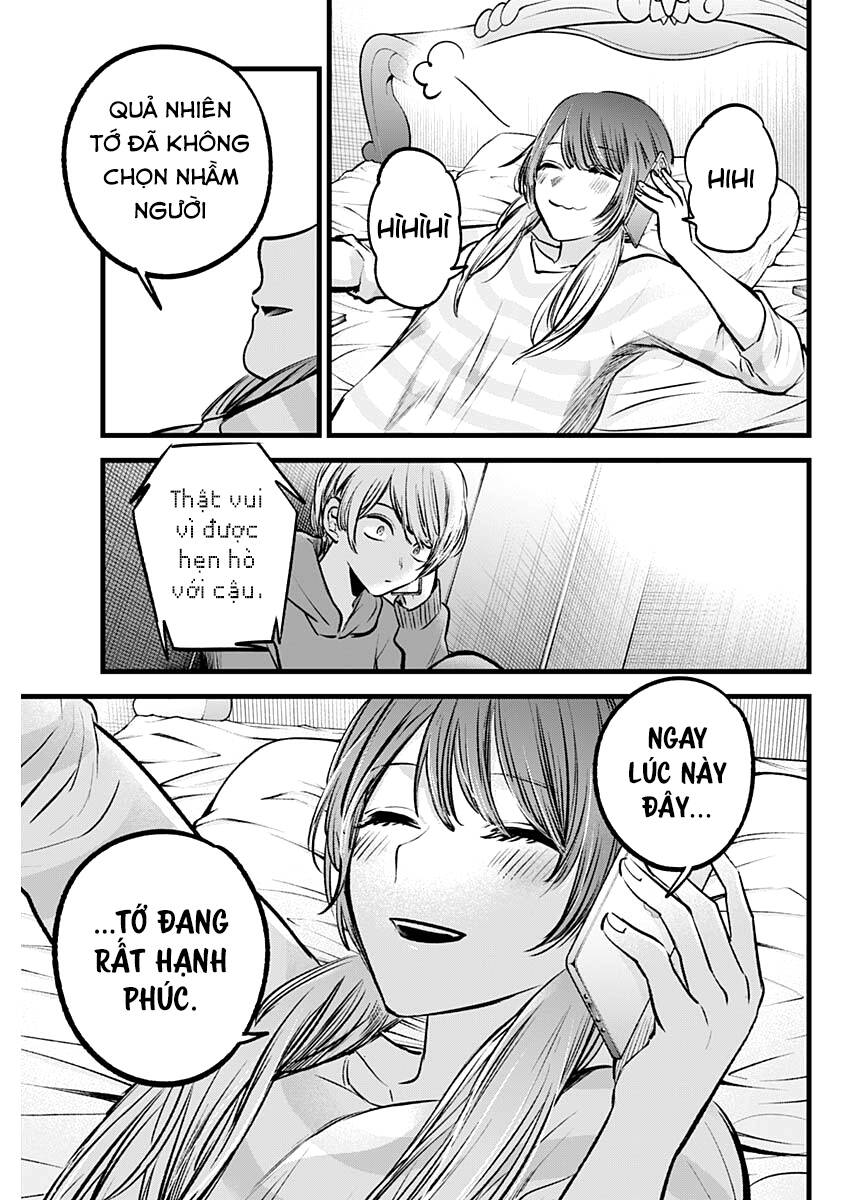 HIHI
HÌHÌHÌ
QUẢ NHIÊN
TỚ ĐÃ KHÔNG
CHỌN NHẦM
NGƯỜI
Thật vui
vì được
hẹn hò
với cậu.
NGAY
LÚC NÀY
ĐÂY...
...TỚ ĐANG
RẤT HẠNH
PHÚC.